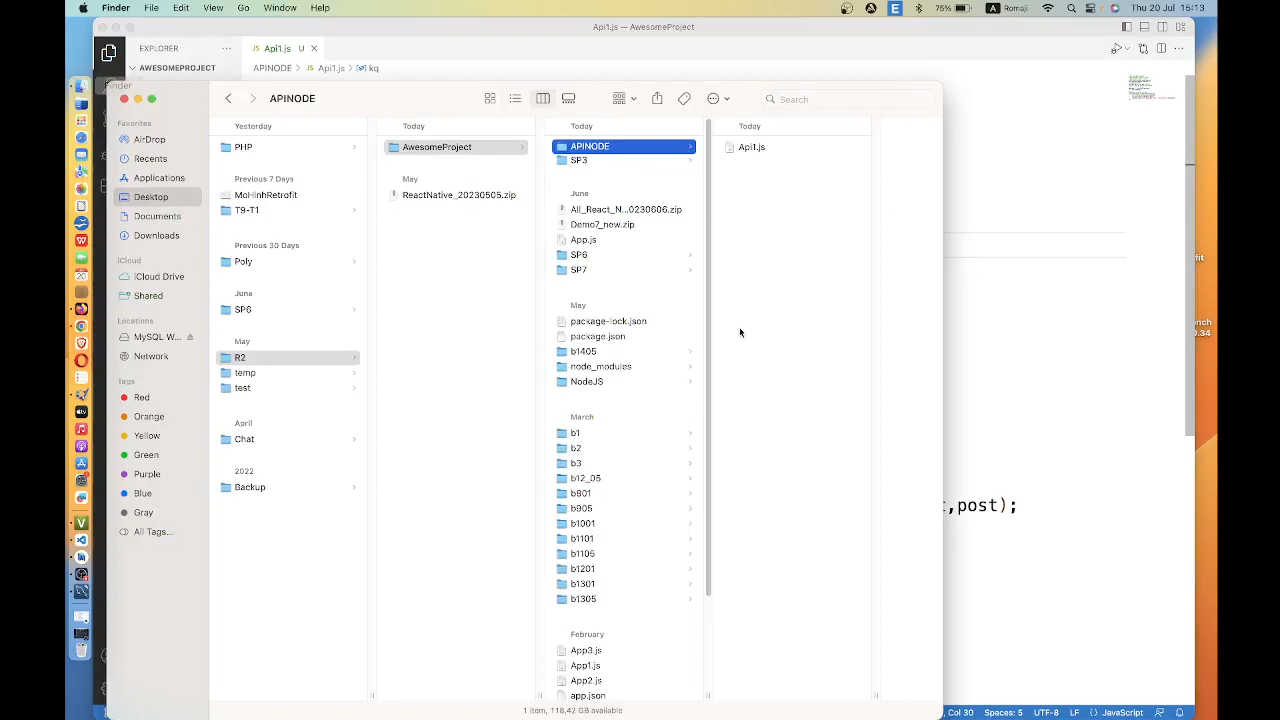 Finder File Edit View Go Window Help
E
75%
A Romaji
Thu 20 Jul 15:13
Api1.js — AwesomeProject
EXPLORER
Api1.js U
AWESOMEPROJECT
APINODE > Api1.js > kq
Finder
APINODE
Search
Favorites
AirDrop
Recents
Applications
Desktop
Documents
Downloads
iCloud
iCloud Drive
Shared
Locations
MySQL W...
Network
Tags
Red
Orange
Yellow
Green
Purple
Blue
Gray
All Tags...
Yesterday
PHP
Previous 7 Days
MoHinhRetrofit
T9-T1
Previous 30 Days
Poly
June
SP6
May
R2
temp
test
April
Chat
2022
Backup
Today
AwesomeProject
May
ReactNative_20230505.zip
Today
APINODE
SP3
June
All_React_N...0230606.zip
Demo7_new.zip
App.js
SP6
SP7
May
package-lock.json
package.json
b1405
node_modules
NodeJS
March
b1
b2
b3
b12_05
b801
b905
b1001
b1101
b1105
b1201
b1301
b1305
February
App3.js
App1.js
App2.js
app.json
Today
Api1.js
1 item, 118,42 GB available
,post);
fit
nch
0.34
Col 30 Spaces: 5 UTF-8 LF {} JavaScript